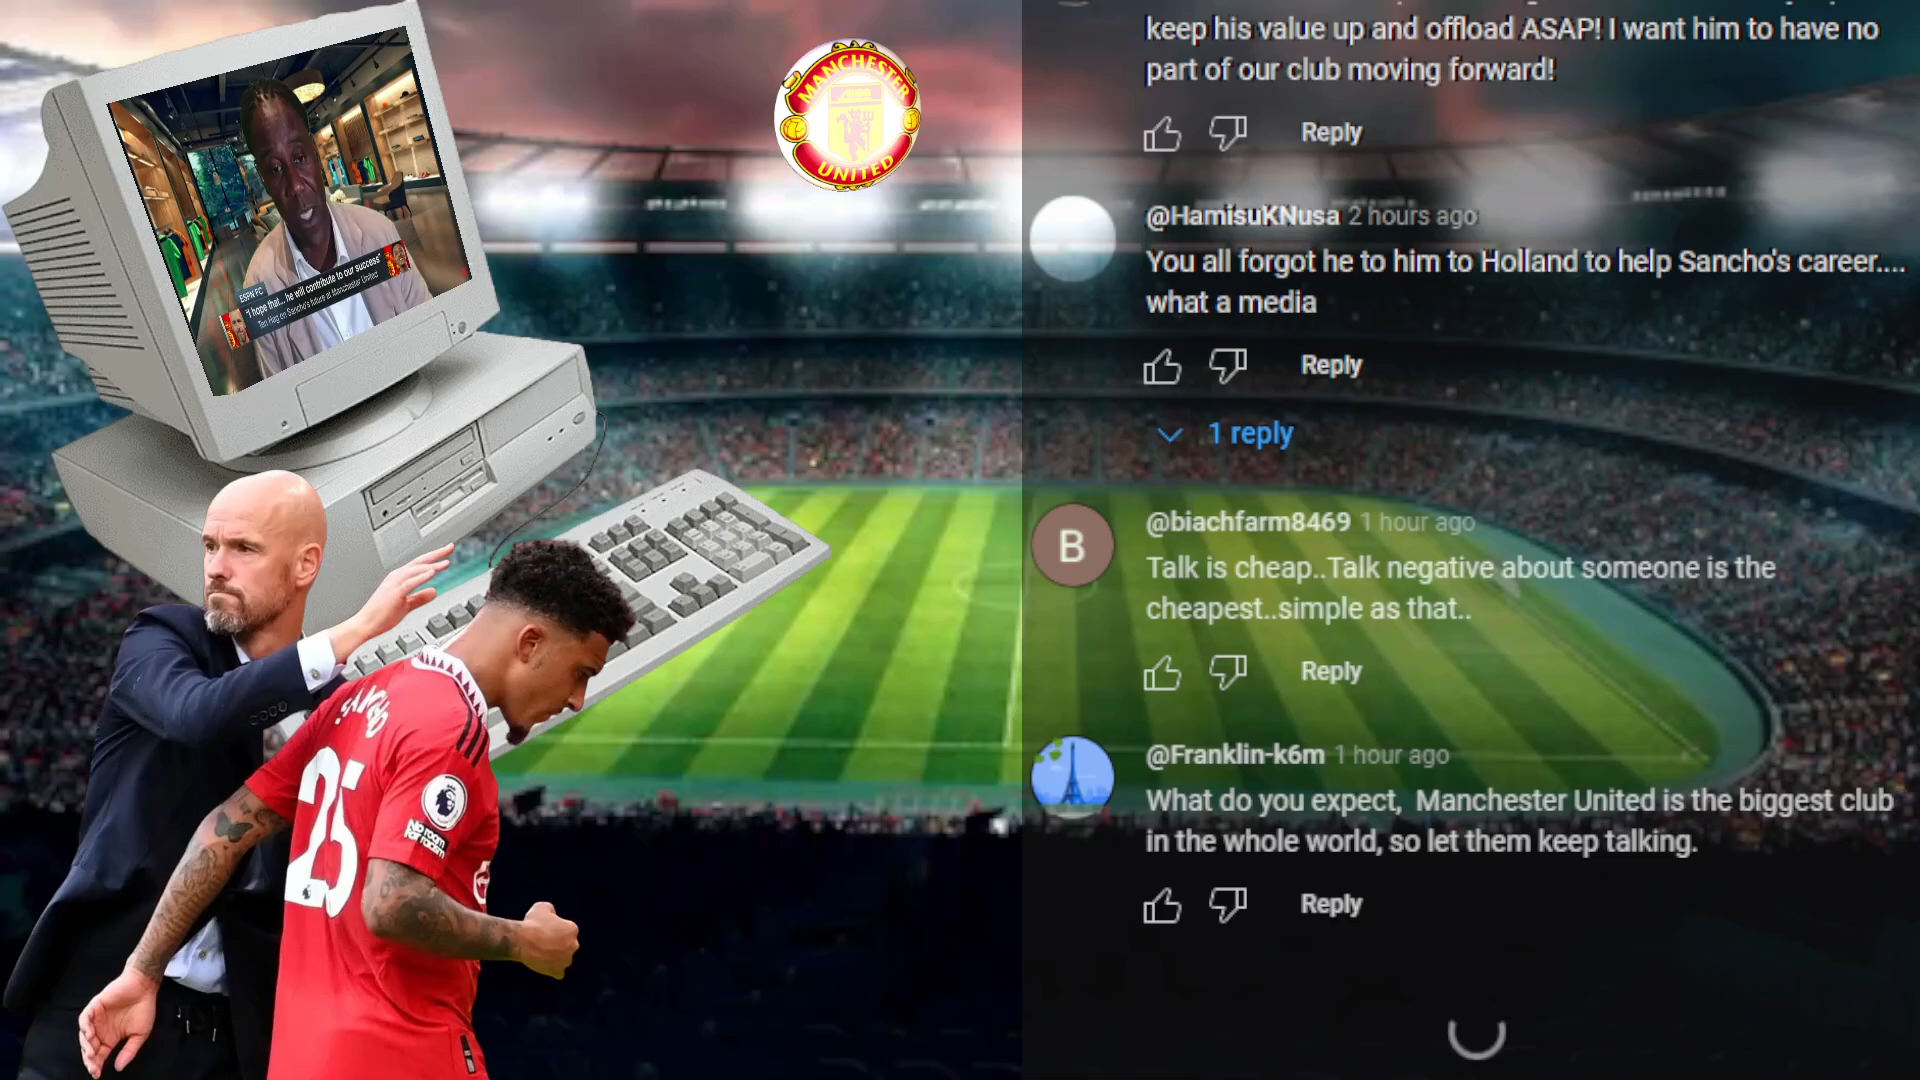 MANCHESTER
UNITED
ESPN FC
"I hope that... he will contribute to our success"
Ten Hag on Sancho's future at Manchester United
SANCHO
25
No room
for racism
keep his value up and offload ASAP! I want him to have no
part of our club moving forward!
Reply
@HamisuKNusa 2 hours ago
You all forgot he to him to Holland to help Sancho's career....
what a media
Reply
1 reply
B
@biachfarm8469 1 hour ago
Talk is cheap..Talk negative about someone is the
cheapest..simple as that..
Reply
@Franklin-k6m 1 hour ago
What do you expect, Manchester United is the biggest club
in the whole world, so let them keep talking.
Reply